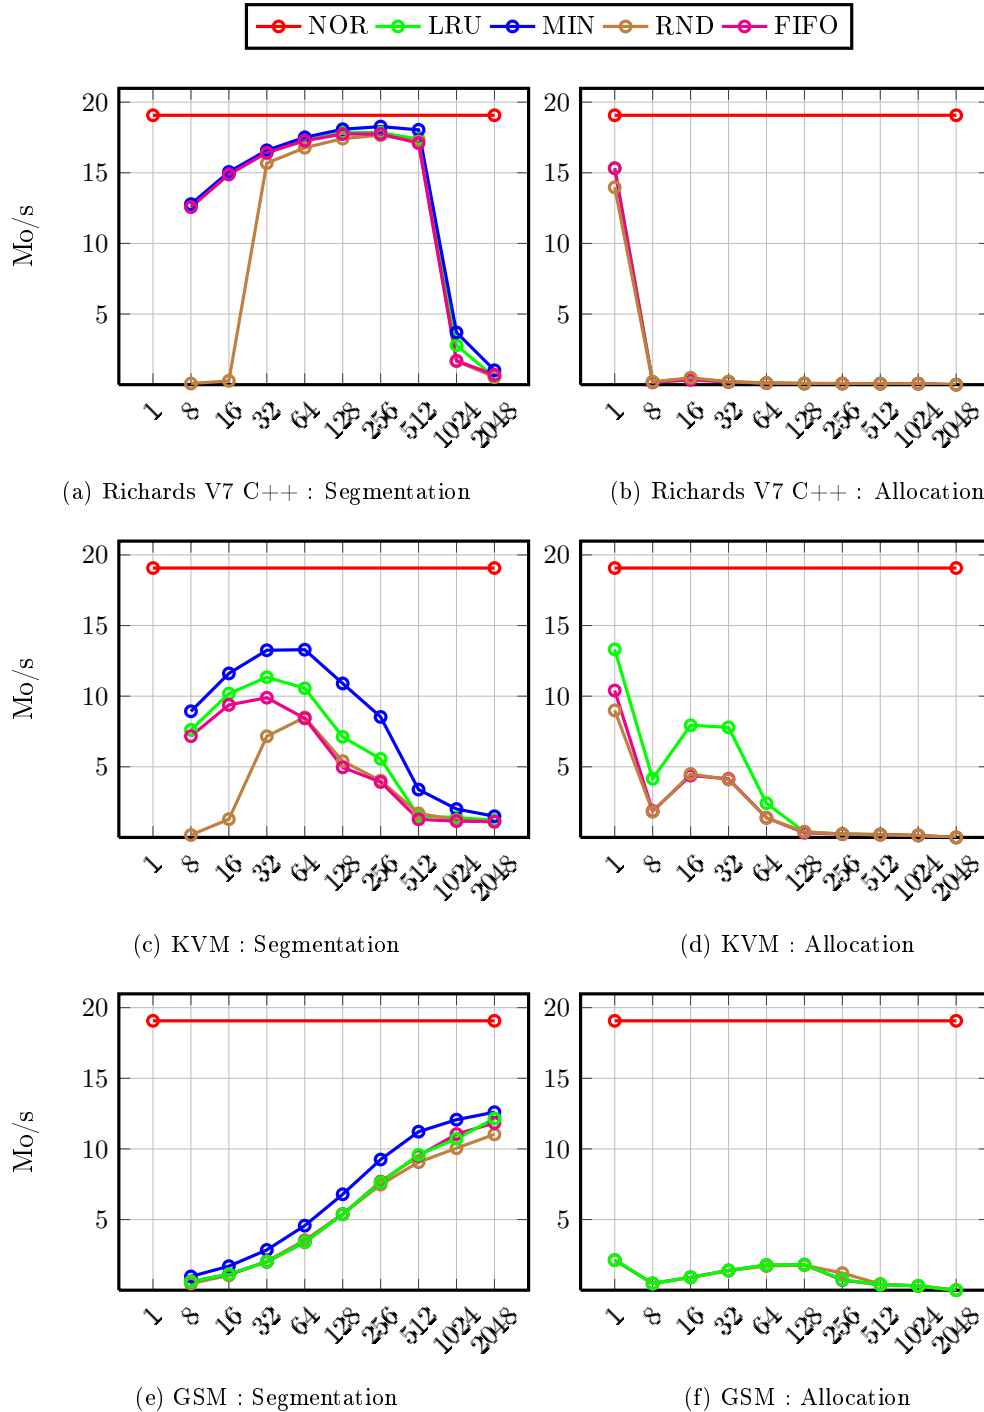 NOR LRU MIN RND FIFO
20
15
10
5
Mo/s
1 8 16 32 64 128 256 512 1024 2048
(a) Richards V7 C++ : Segmentation
20
15
10
5
1 8 16 32 64 128 256 512 1024 2048
(b) Richards V7 C++ : Allocation
20
15
10
5
Mo/s
1 8 16 32 64 128 256 512 1024 2048
(c) KVM : Segmentation
20
15
10
5
1 8 16 32 64 128 256 512 1024 2048
(d) KVM : Allocation
20
15
10
5
Mo/s
1 8 16 32 64 128 256 512 1024 2048
(e) GSM : Segmentation
20
15
10
5
1 8 16 32 64 128 256 512 1024 2048
(f) GSM : Allocation